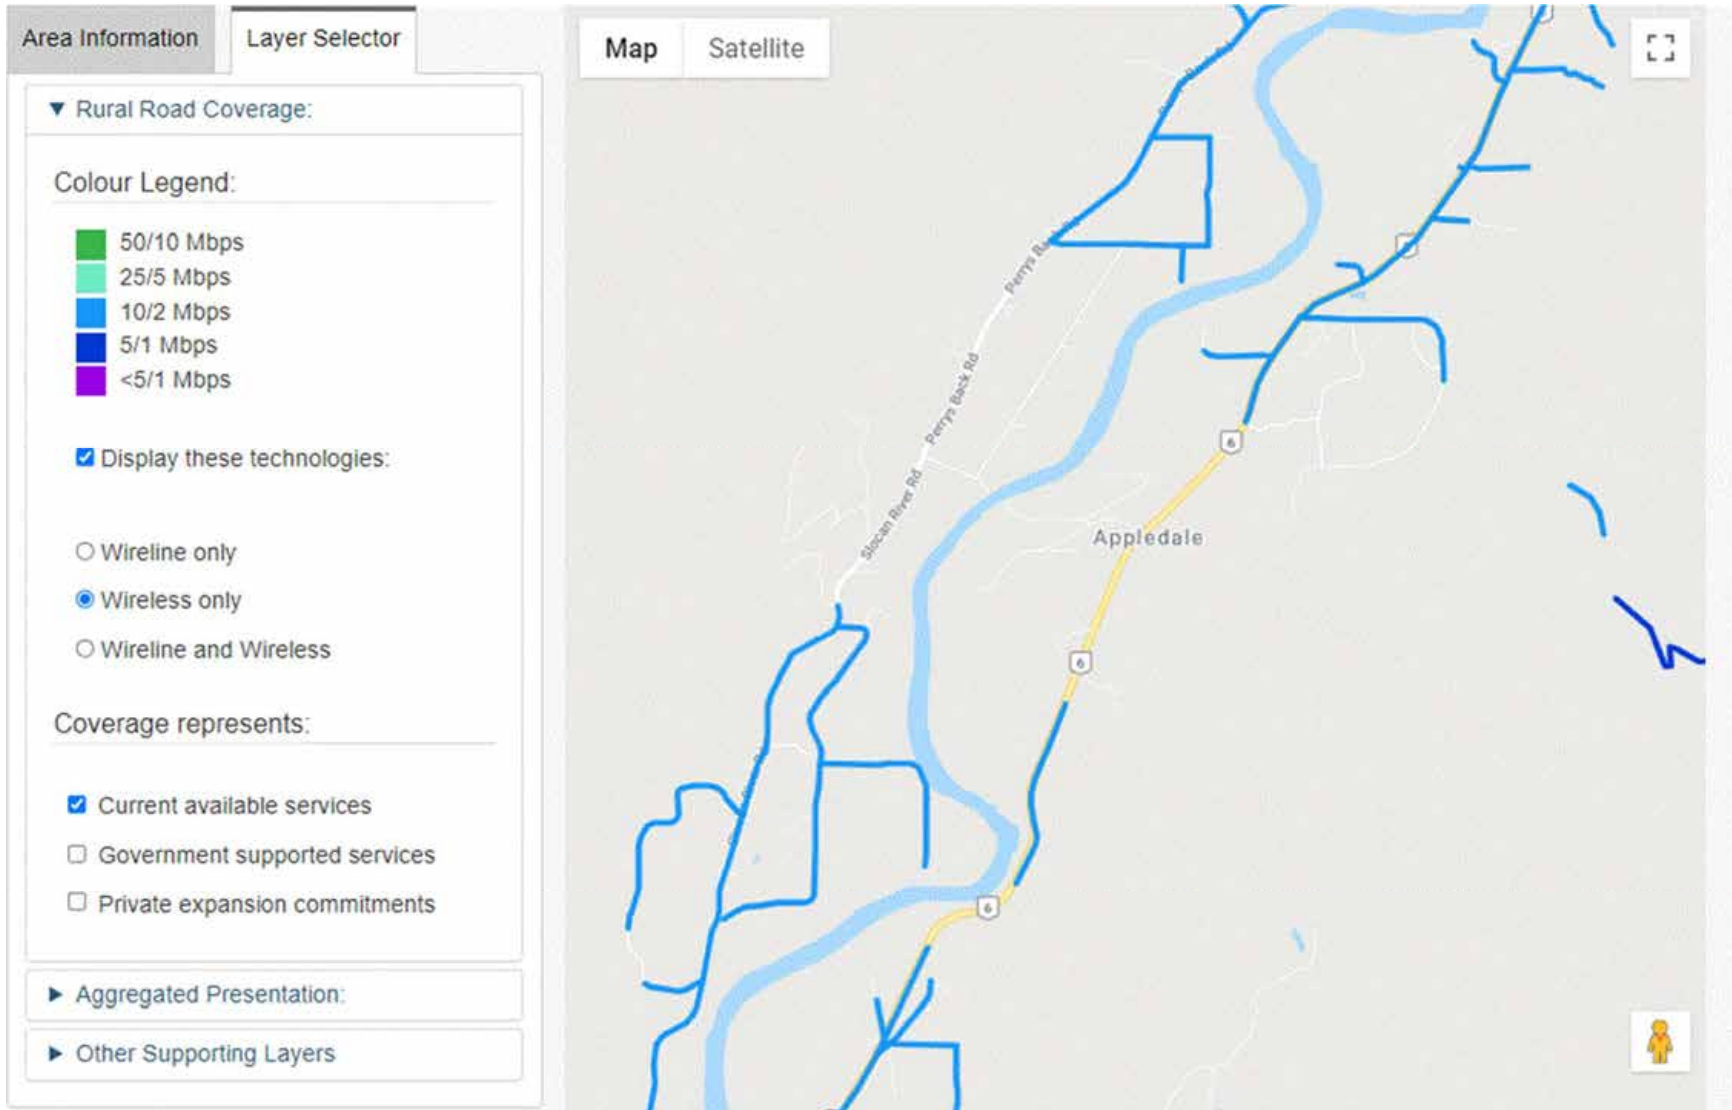 Area Information
Layer Selector
▼ Rural Road Coverage:
Colour Legend:
50/10 Mbps
25/5 Mbps
10/2 Mbps
5/1 Mbps
<5/1 Mbps
Display these technologies:
Wireline only
Wireless only
Wireline and Wireless
Coverage represents:
Current available services
Government supported services
Private expansion commitments
► Aggregated Presentation:
► Other Supporting Layers
Map
Satellite
Perrys Back Rd
Perrys Back Rd
Slocan River Rd
6
Appledale
6
6